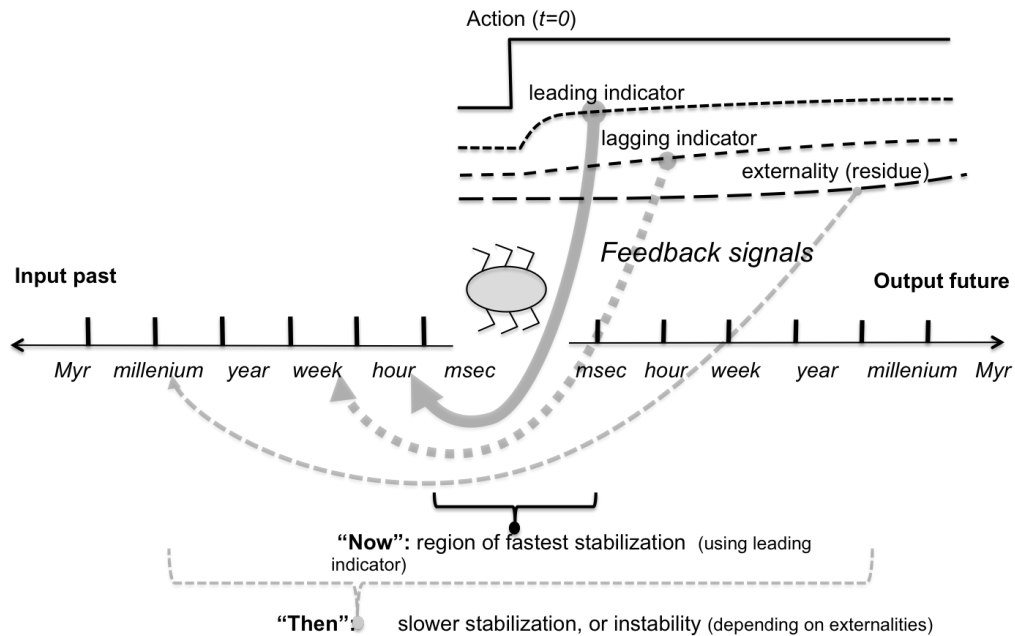 Action (t=0)
leading indicator
lagging indicator
externality (residue)
Feedback signals
Input past
Output future
Myr millenium year week hour msec
msec hour week year millenium Myr
“Now”: region of fastest stabilization (using leading
indicator)
“Then”: slower stabilization, or instability (depending on externalities)